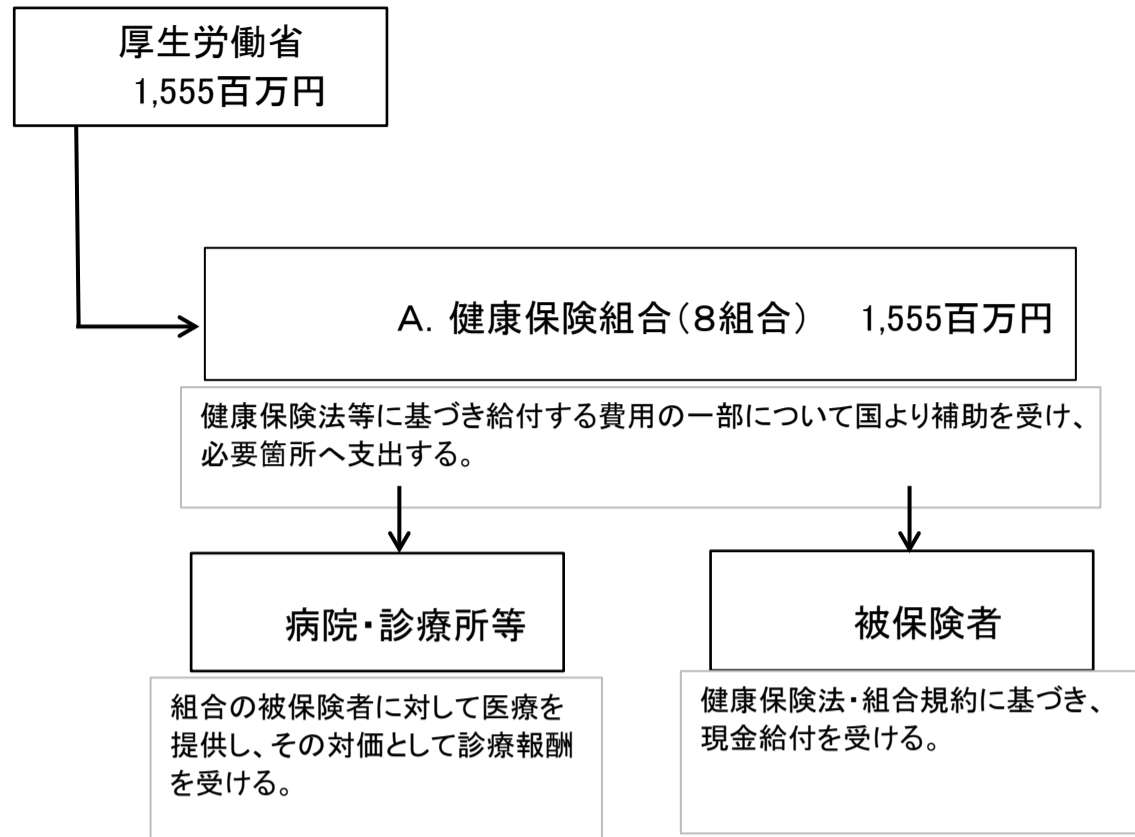 厚生労働省
1,555百万円
A. 健康保険組合(8組合) 1,555百万円
健康保険法等に基づき給付する費用の一部について国より補助を受け、
必要箇所へ支出する。
病院・診療所等
被保険者
組合の被保険者に対して医療を
提供し、その対価として診療報酬
を受ける。
健康保険法・組合規約に基づき、
現金給付を受ける。